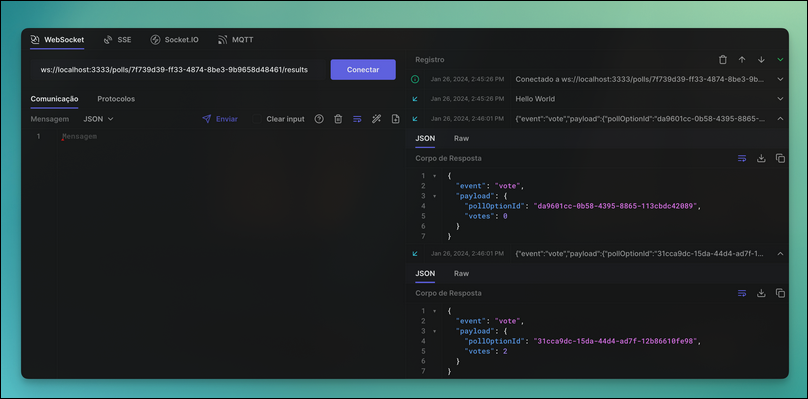 WebSocket SSE Socket.IO MQTT
ws://localhost:3333/polls/7f739d39-ff33-4874-8be3-9b9658d48461/results Conectar
Comunicação Protocolos
Mensagem JSON Enviar Clear input
1 Mensagem
Registro
Jan 26, 2024, 2:45:26 PM Conectado a ws://localhost:3333/polls/7f739d39-ff33-4874-8be3-9b...
Jan 26, 2024, 2:45:26 PM Hello World
Jan 26, 2024, 2:46:01 PM {"event":"vote","payload":{"pollOptionId":"da9601cc-0b58-4395-8865-...
JSON Raw
Corpo de Resposta
1 {
2 "event": "vote",
3 "payload": {
4 "pollOptionId": "da9601cc-0b58-4395-8865-113cbdc42089",
5 "votes": 0
6 }
7 }
Jan 26, 2024, 2:46:01 PM {"event":"vote","payload":{"pollOptionId":"31cca9dc-15da-44d4-ad7f-1...
JSON Raw
Corpo de Resposta
1 {
2 "event": "vote",
3 "payload": {
4 "pollOptionId": "31cca9dc-15da-44d4-ad7f-12b86610fe98",
5 "votes": 2
6 }
7 }